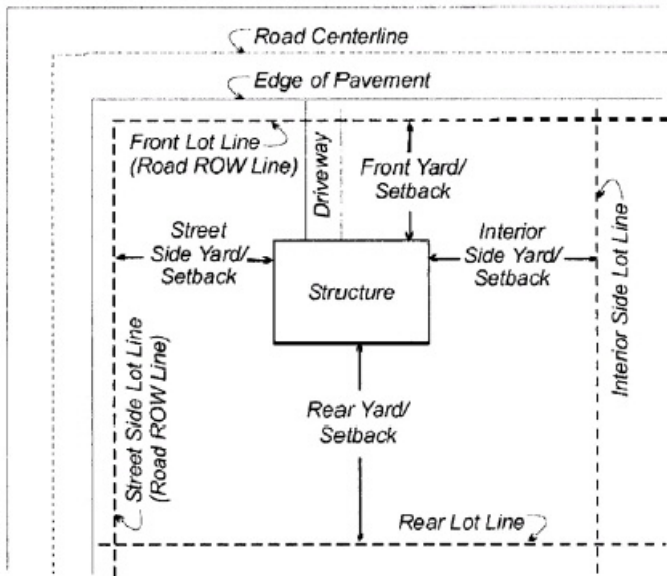 Road Centerline
Edge of Pavement
Front Lot Line
(Road ROW Line)
Driveway
Front Yard/
Setback
Street
Side Yard/
Setback
Interior
Side Yard/
Setback
Structure
Interior Side Lot Line
Street Side Lot Line
(Road ROW Line)
Rear Yard/
Setback
Rear Lot Line